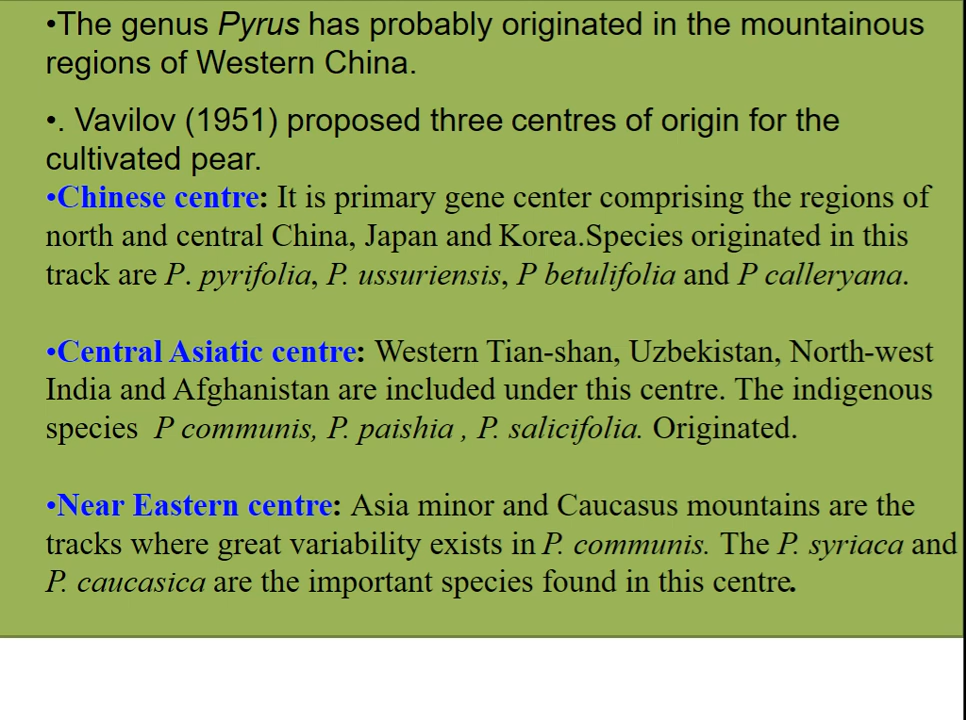 •The genus Pyrus has probably originated in the mountainous
regions of Western China.
•. Vavilov (1951) proposed three centres of origin for the
cultivated pear.
•Chinese centre: It is primary gene center comprising the regions of
north and central China, Japan and Korea.Species originated in this
track are P. pyrifolia, P. ussuriensis, P betulifolia and P calleryana.
•Central Asiatic centre: Western Tian-shan, Uzbekistan, North-west
India and Afghanistan are included under this centre. The indigenous
species P communis, P. paishia , P. salicifolia. Originated.
•Near Eastern centre: Asia minor and Caucasus mountains are the
tracks where great variability exists in P. communis. The P. syriaca and
P. caucasica are the important species found in this centre.